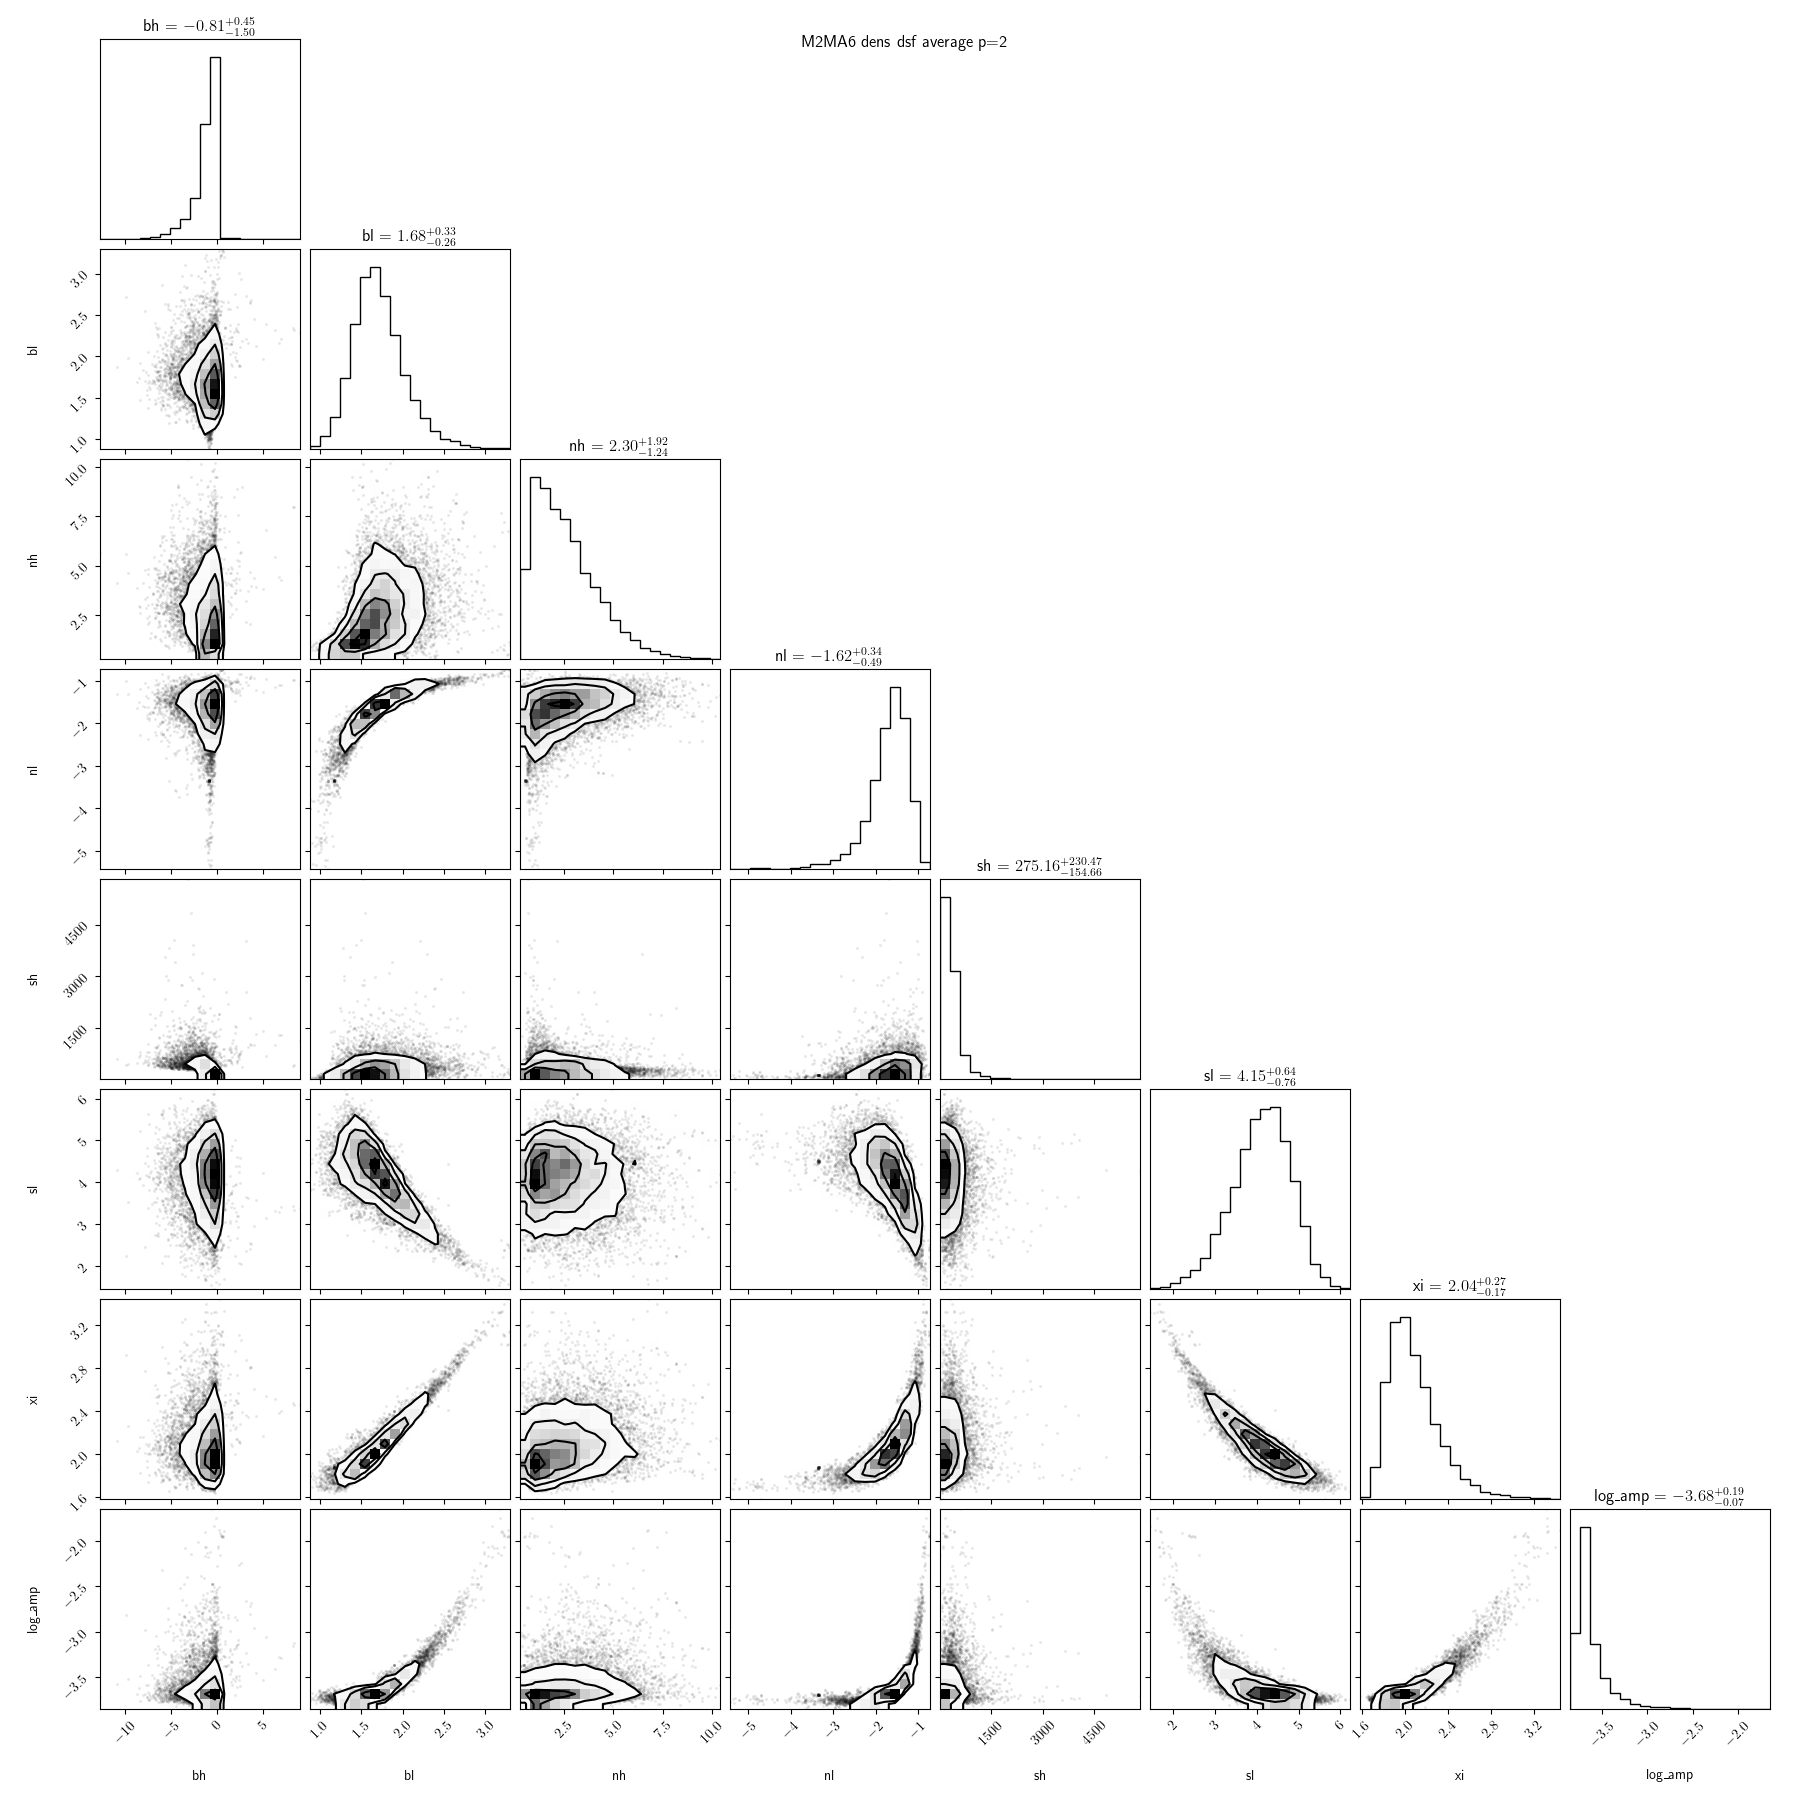 M2MA6 dens dsf average p=2
bh = −0.81^{+0.45}_{−1.50}
bl = 1.68^{+0.33}_{−0.26}
3.0
2.5
2.0
1.5
1.0
bl
nh = 2.30^{+1.92}_{−1.24}
10.0
7.5
5.0
2.5
nh
nl = −1.62^{+0.34}_{−0.49}
−1
−2
−3
−4
−5
nl
sh = 275.16^{+230.47}_{−154.66}
4500
3000
1500
sh
sl = 4.15^{+0.64}_{−0.76}
6
5
4
3
2
sl
xi = 2.04^{+0.27}_{−0.17}
3.2
2.8
2.4
2.0
1.6
xi
log_amp = −3.68^{+0.19}_{−0.07}
−2.0
−2.5
−3.0
−3.5
log_amp
−10 −5 0 5 1.0 1.5 2.0 2.5 3.0 2.5 5.0 7.5 10.0 −5 −4 −3 −2 −1 1500 3000 4500 2 3 4 5 6 1.6 2.0 2.4 2.8 3.2 −3.5 −3.0 −2.5 −2.0
bh bl nh nl sh sl xi log_amp